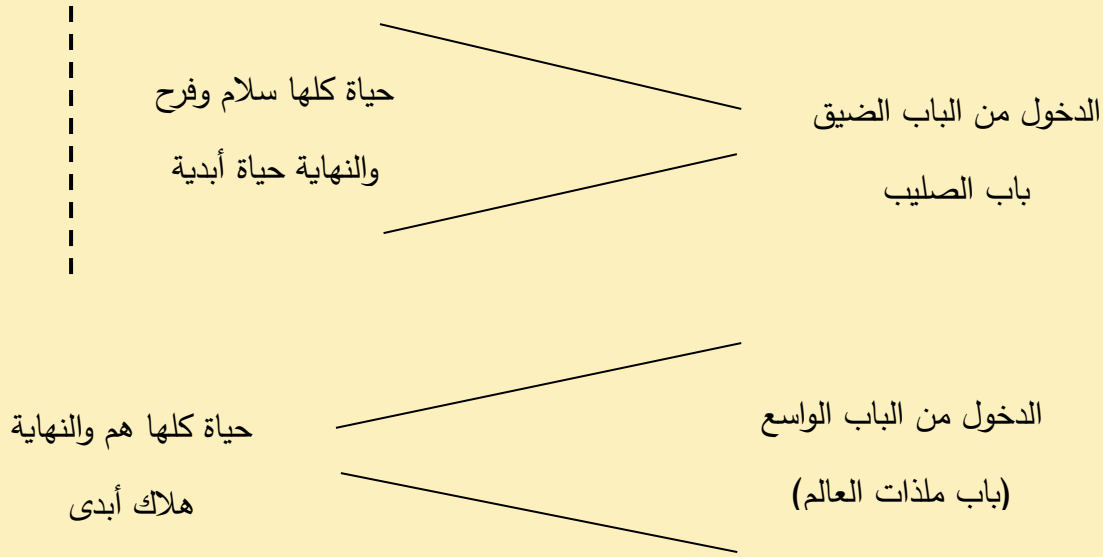 الدخول من الباب الضيق
باب الصليب
حياة كلها سلام وفرح
والنهاية حياة أبدية
الدخول من الباب الواسع
(باب ملذات العالم)
حياة كلها هم والنهاية
هلاك أبدى